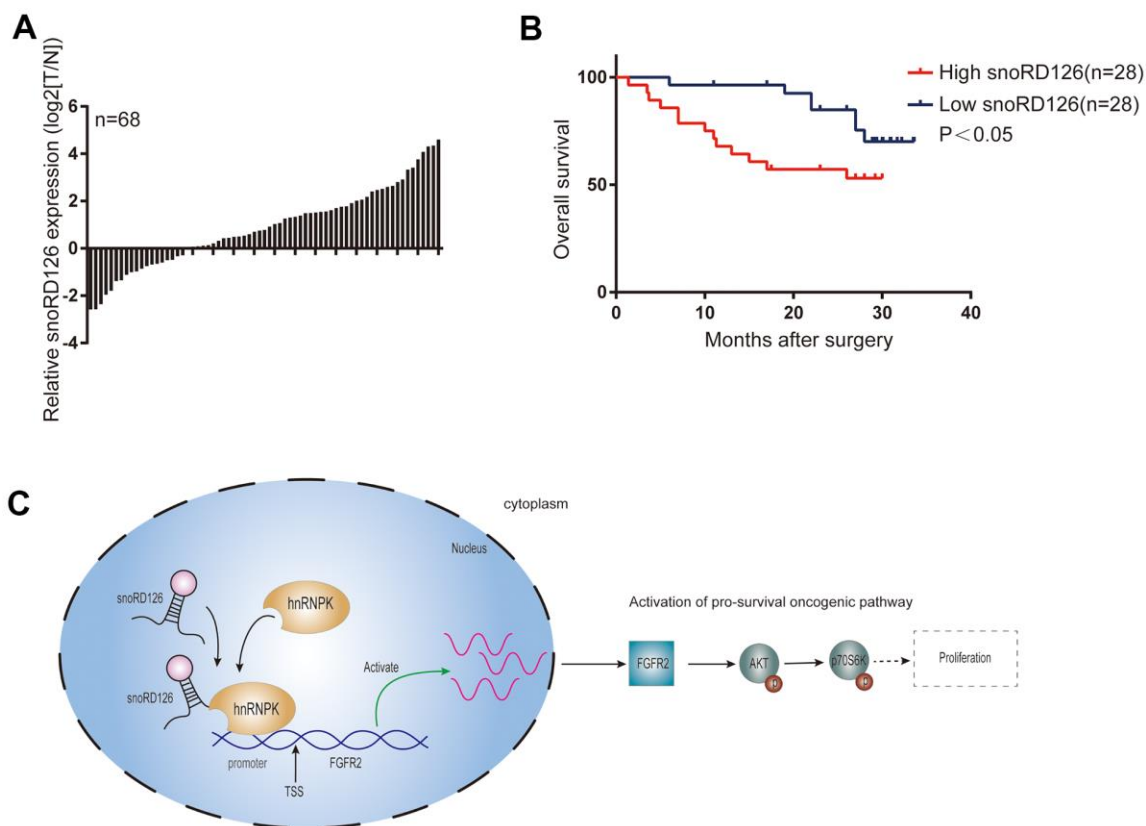 A
Relative snoRD126 expression (log2[T/N])
n=68
6
4
2
0
-2
-4
B
Overall survival
100
50
0
0 10 20 30 40
Months after surgery
High snoRD126(n=28)
Low snoRD126(n=28)
P<0.05
C
cytoplasm
Nucleus
snoRD126
hnRNPK
snoRD126
hnRNPK
Activate
promoter
FGFR2
TSS
Activation of pro-survival oncogenic pathway
FGFR2
AKT
p
p70S6K
p
Proliferation